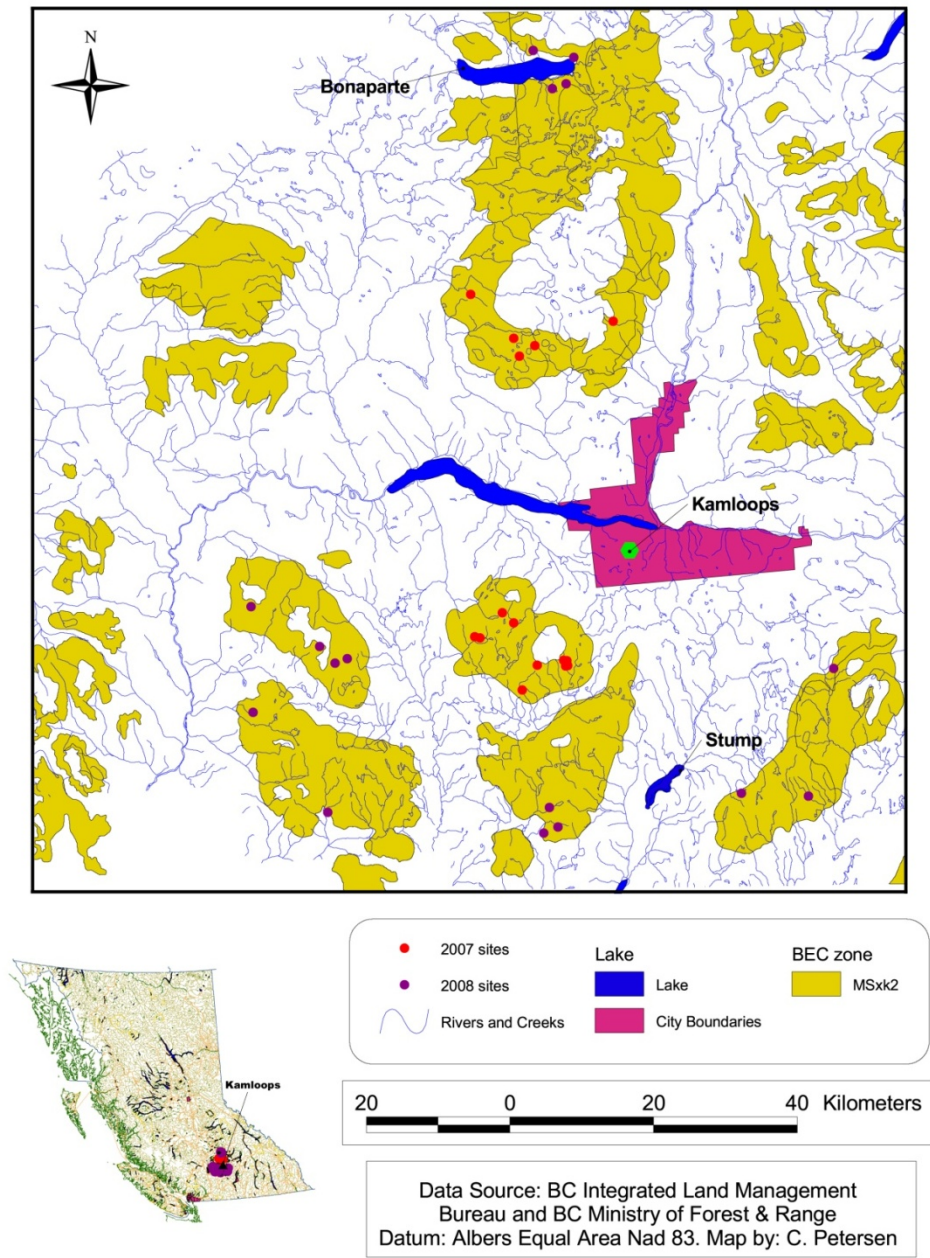 N
Bonaparte
Kamloops
Stump
2007 sites
2008 sites
Rivers and Creeks
Lake
Lake
City Boundaries
BEC zone
MSxk2
Kamloops
20 0 20 40 Kilometers
Data Source: BC Integrated Land Management
Bureau and BC Ministry of Forest & Range
Datum: Albers Equal Area Nad 83. Map by: C. Petersen